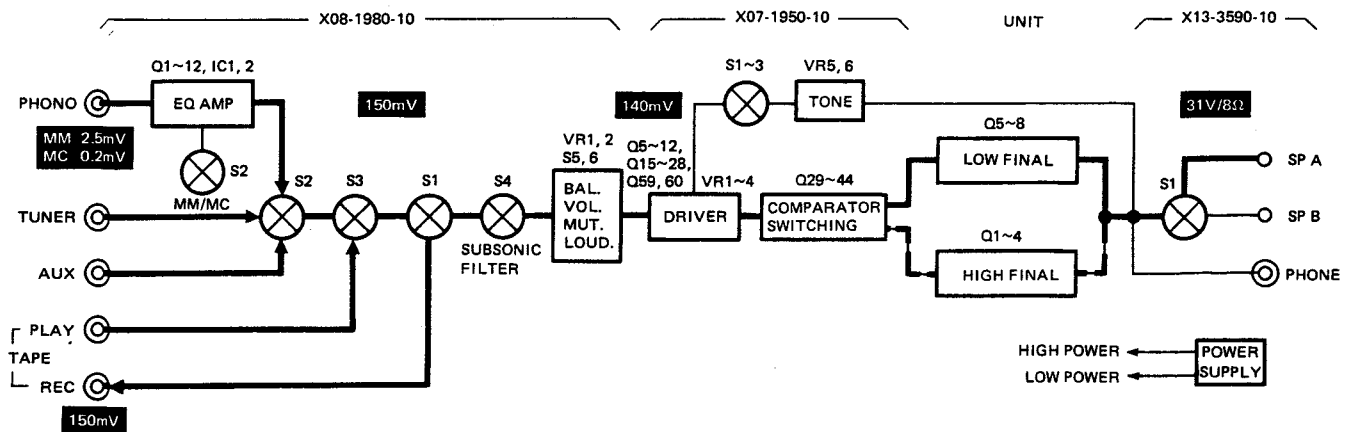 X08-1980-10
X07-1950-10
UNIT
X13-3590-10
Q1~12, IC1, 2
S1~3
VR5, 6
PHONO
EQ AMP
150mV
140mV
TONE
31V/8Ω
MM 2.5mV
MC 0.2mV
S2
MM/MC
VR1, 2
S5, 6
Q5~12,
Q15~28,
Q59, 60
VR1~4
Q29~44
Q5~8
LOW FINAL
S1
SP A
TUNER
S2
S3
S1
S4
SUBSONIC
FILTER
BAL.
VOL.
MUT.
LOUD.
DRIVER
COMPARATOR
SWITCHING
SP B
Q1~4
HIGH FINAL
AUX
PHONE
PLAY
TAPE
REC
150mV
HIGH POWER
LOW POWER
POWER
SUPPLY